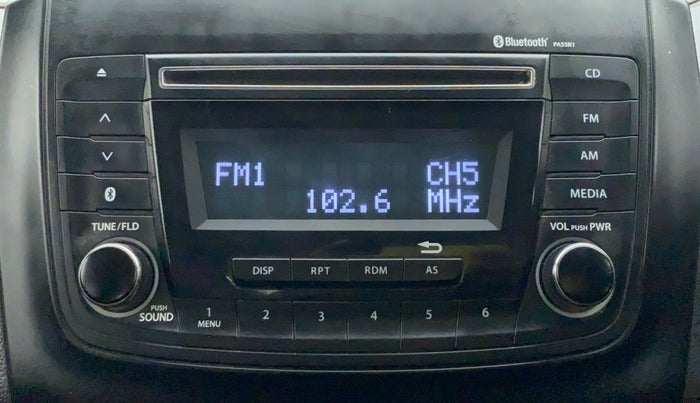 Bluetooth PA55R1
CD
FM
AM
MEDIA
FM1 CH5
102.6 MHz
TUNE/FLD
VOL PUSH PWR
DISP RPT RDM AS
PUSH
SOUND
1 2 3 4 5 6
MENU